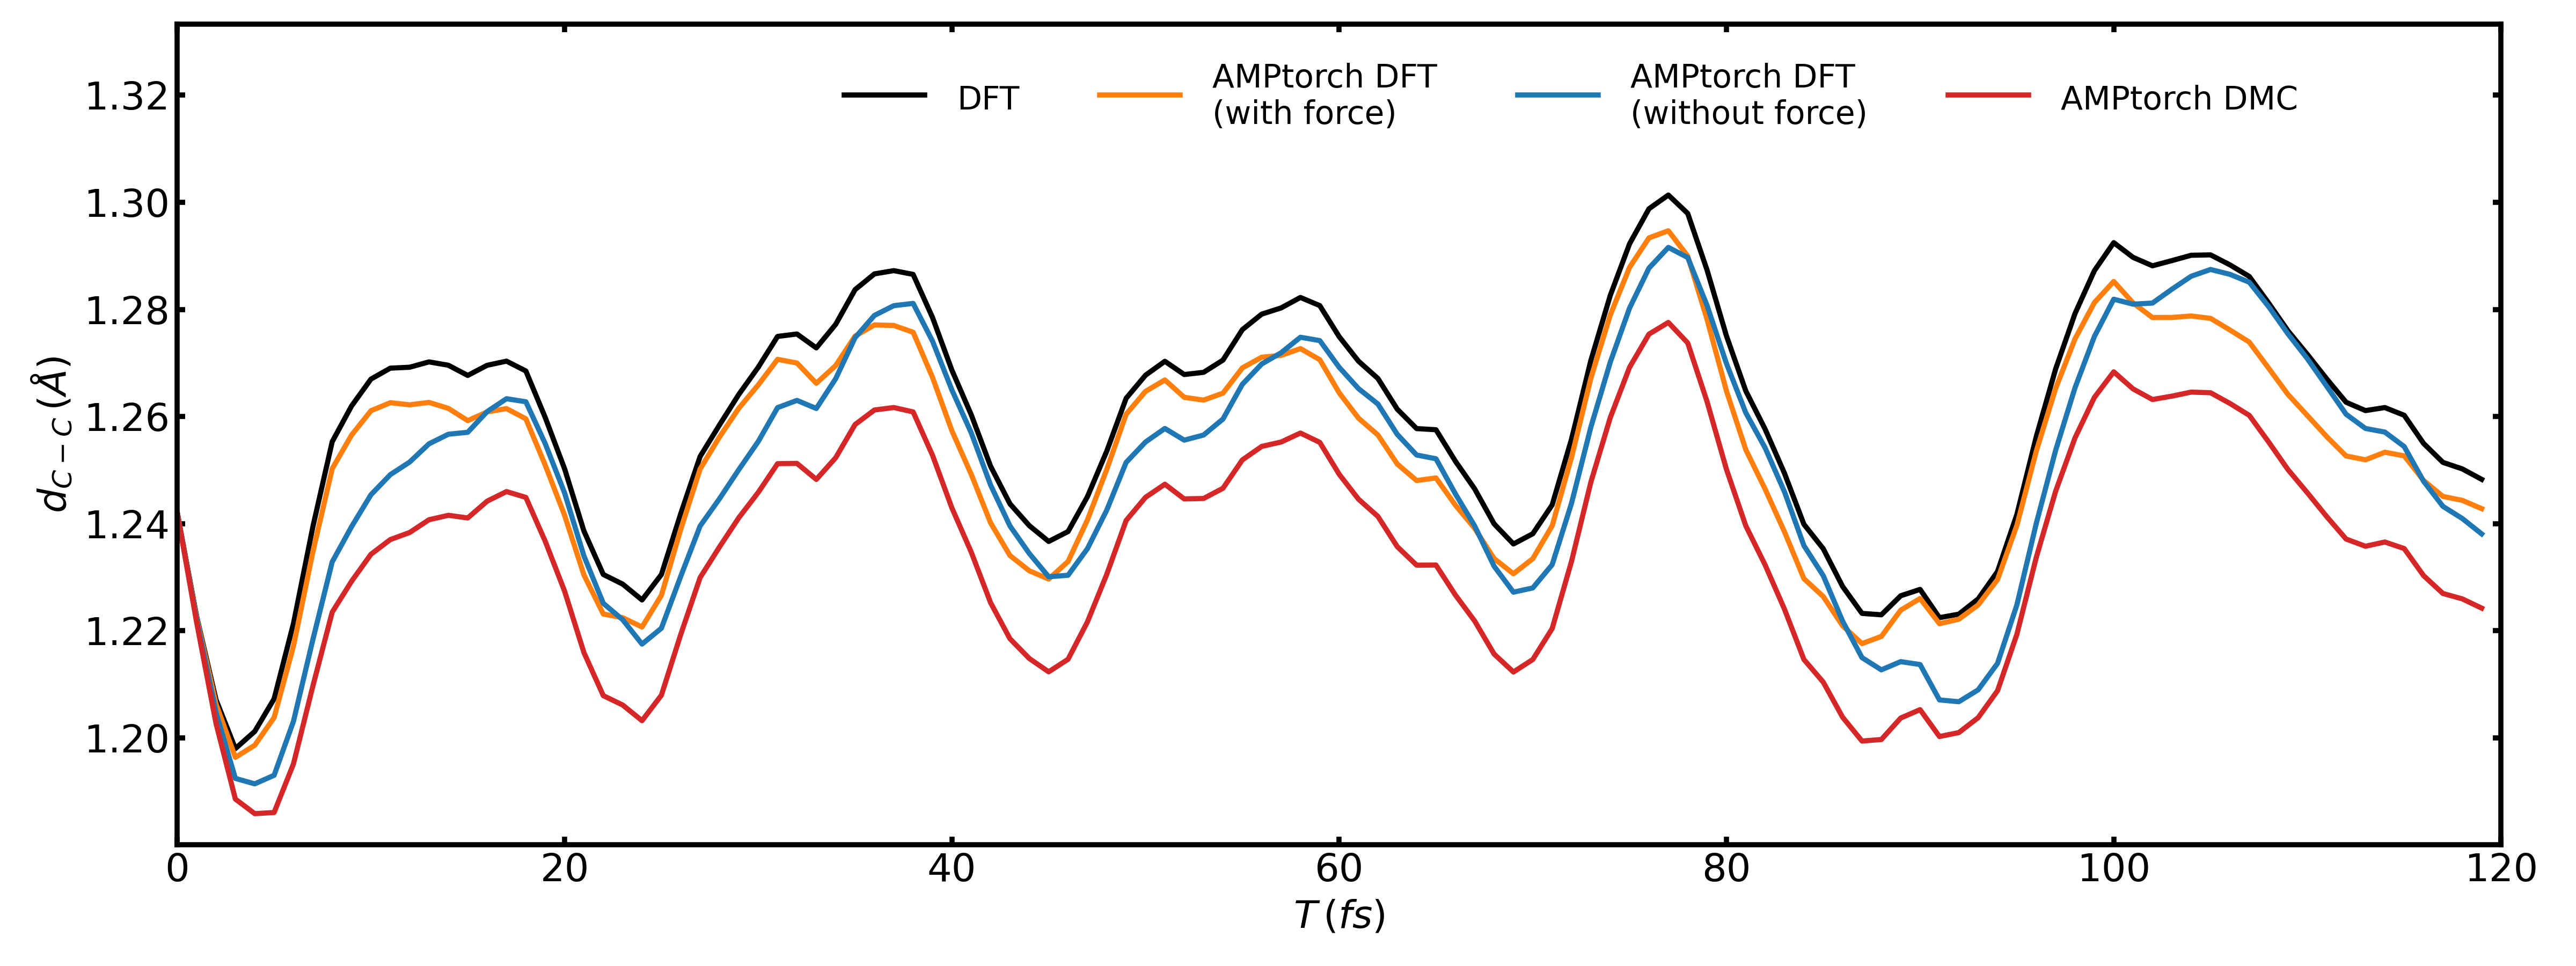 DFT
AMPtorch DFT
(with force)
AMPtorch DFT
(without force)
AMPtorch DMC
d_{C-C} (Å)
1.32
1.30
1.28
1.26
1.24
1.22
1.20
0 20 40 60 80 100 120
T (fs)